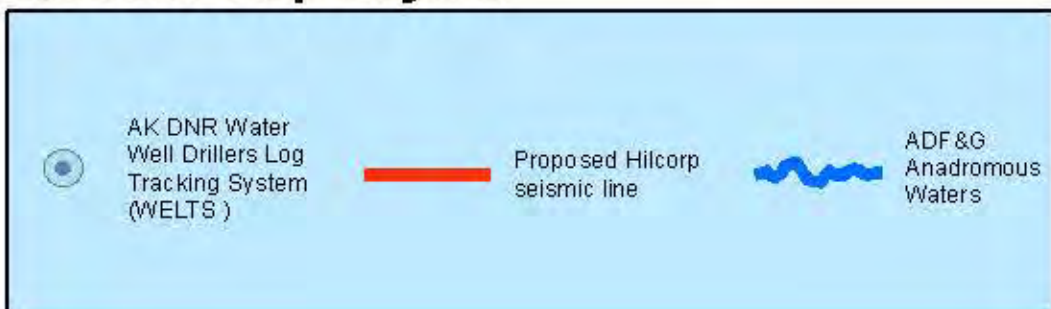 AK DNR Water
Well Drillers Log
Tracking System
(WELTS )
Proposed Hilcorp
seismic line
ADF&G
Anadromous
Waters